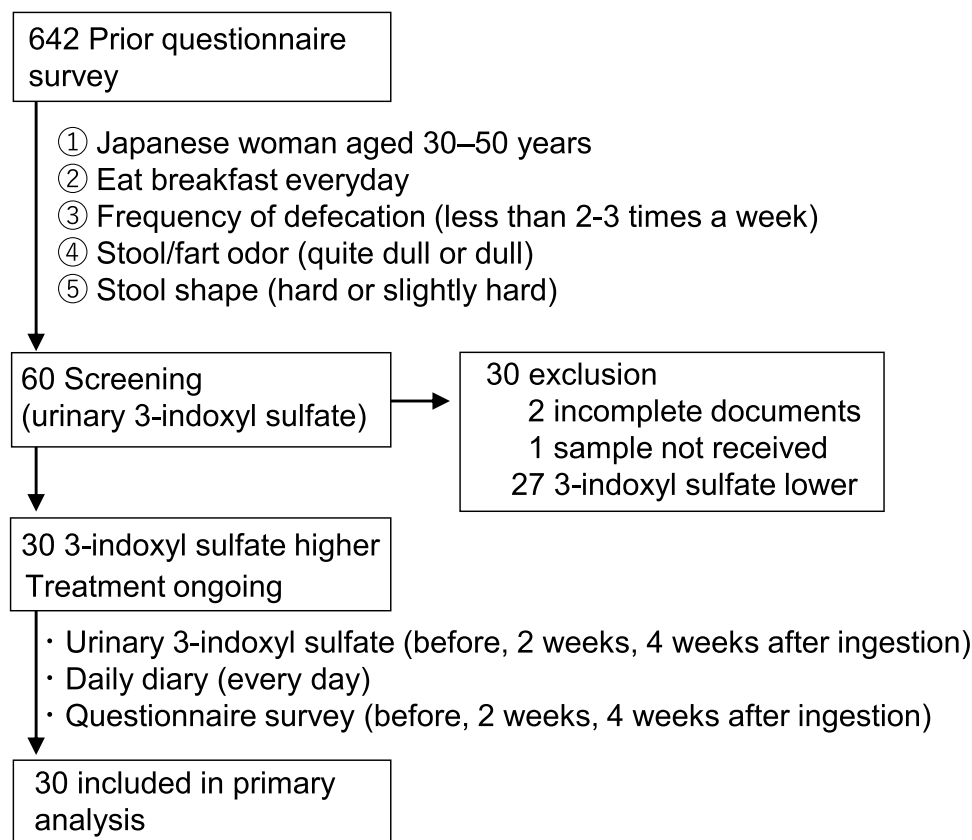 642 Prior questionnaire
survey
① Japanese woman aged 30–50 years
② Eat breakfast everyday
③ Frequency of defecation (less than 2-3 times a week)
④ Stool/fart odor (quite dull or dull)
⑤ Stool shape (hard or slightly hard)
60 Screening
(urinary 3-indoxyl sulfate)
30 exclusion
2 incomplete documents
1 sample not received
27 3-indoxyl sulfate lower
30 3-indoxyl sulfate higher
Treatment ongoing
・Urinary 3-indoxyl sulfate (before, 2 weeks, 4 weeks after ingestion)
・Daily diary (every day)
・Questionnaire survey (before, 2 weeks, 4 weeks after ingestion)
30 included in primary
analysis